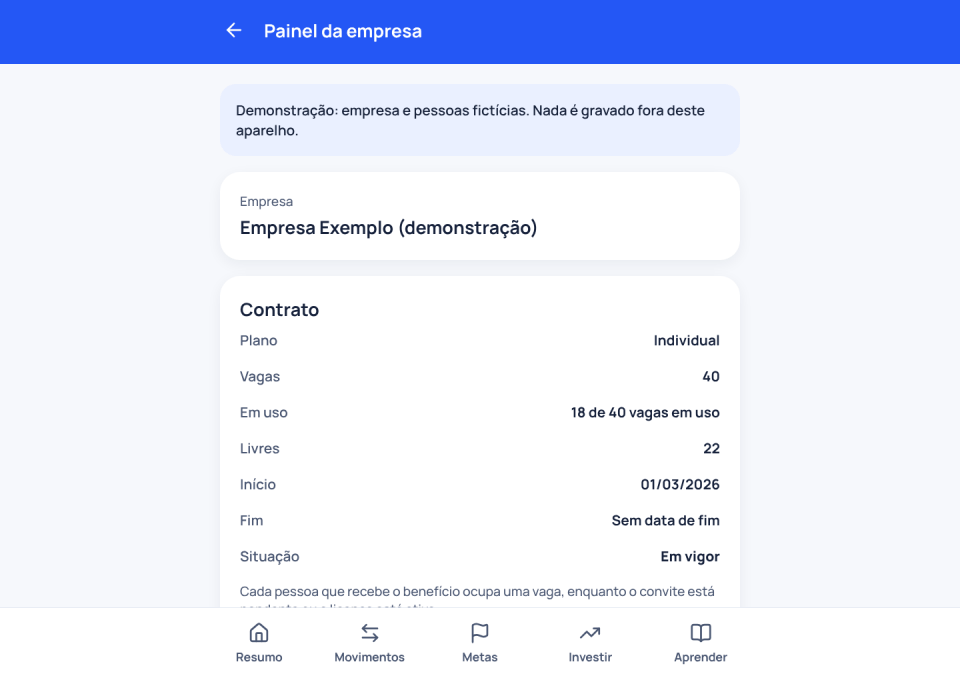 Painel da empresa
Demonstração: empresa e pessoas fictícias. Nada é gravado fora deste
aparelho.
Empresa
Empresa Exemplo (demonstração)
Contrato
Plano Individual
Vagas 40
Em uso 18 de 40 vagas em uso
Livres 22
Início 01/03/2026
Fim Sem data de fim
Situação Em vigor
Cada pessoa que recebe o benefício ocupa uma vaga, enquanto o convite está
Resumo Movimentos Metas Investir Aprender